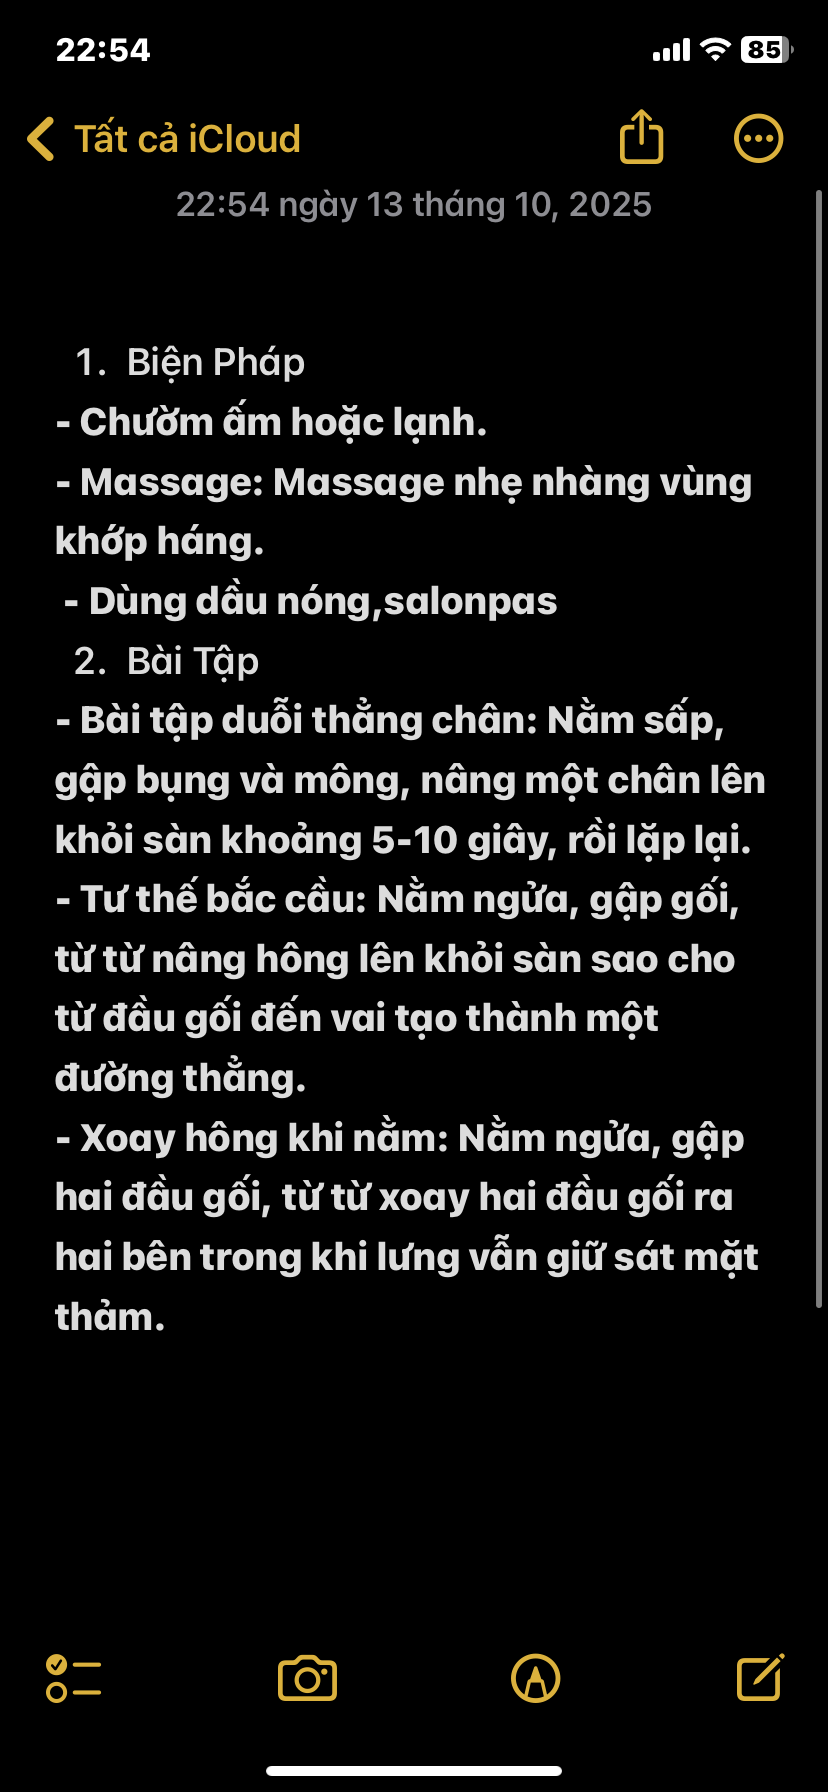 22:54
85
Tất cả iCloud
22:54 ngày 13 tháng 10, 2025
1. Biện Pháp
- Chườm ấm hoặc lạnh.
- Massage: Massage nhẹ nhàng vùng
khớp háng.
- Dùng dầu nóng,salonpas
2. Bài Tập
- Bài tập duỗi thẳng chân: Nằm sấp,
gập bụng và mông, nâng một chân lên
khỏi sàn khoảng 5-10 giây, rồi lặp lại.
- Tư thế bắc cầu: Nằm ngửa, gập gối,
từ từ nâng hông lên khỏi sàn sao cho
từ đầu gối đến vai tạo thành một
đường thẳng.
- Xoay hông khi nằm: Nằm ngửa, gập
hai đầu gối, từ từ xoay hai đầu gối ra
hai bên trong khi lưng vẫn giữ sát mặt
thảm.